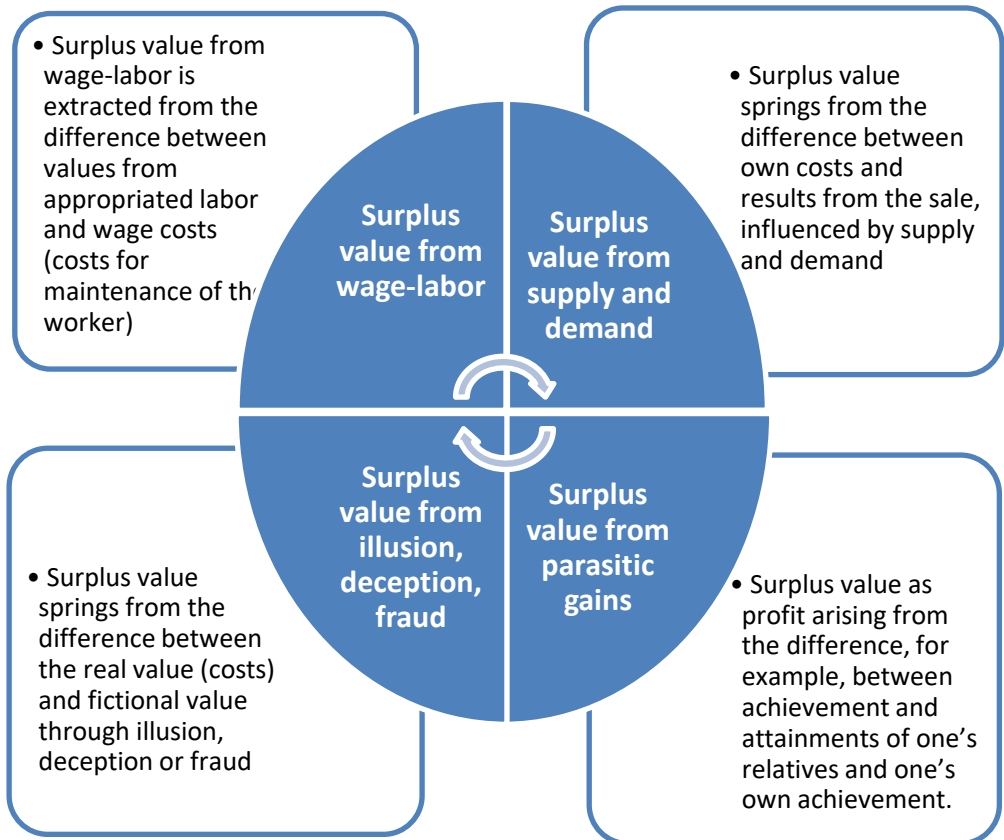 • Surplus value from
wage-labor is
extracted from the
difference between
values from
appropriated labor
and wage costs
(costs for
maintenance of the
worker)
Surplus
value from
wage-labor
Surplus
value from
supply and
demand
• Surplus value
springs from the
difference between
own costs and
results from the sale,
influenced by supply
and demand
• Surplus value
springs from the
difference between
the real value (costs)
and fictional value
through illusion,
deception or fraud
Surplus
value from
illusion,
deception,
fraud
Surplus
value from
parasitic
gains
• Surplus value as
profit arising from
the difference, for
example, between
achievement and
attainments of one’s
relatives and one’s
own achievement.